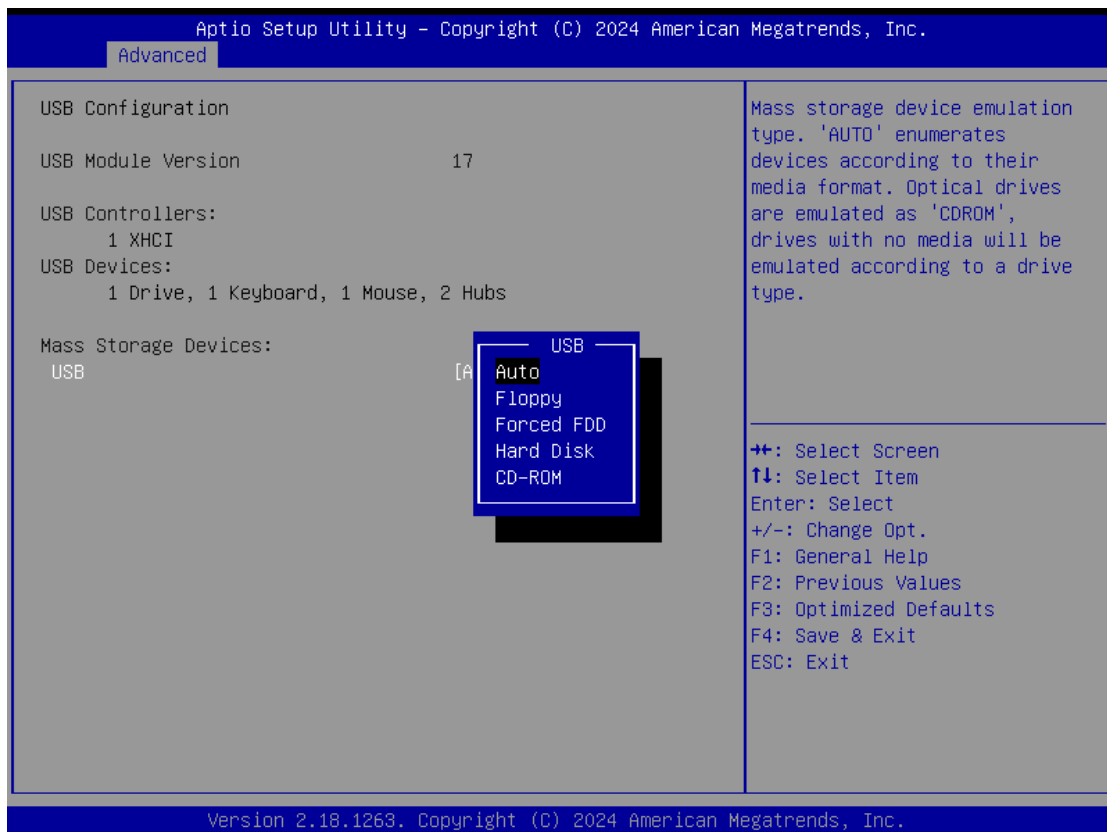 Aptio Setup Utility – Copyright (C) 2024 American Megatrends, Inc.
Advanced
USB Configuration
USB Module Version 17
USB Controllers:
1 XHCI
USB Devices:
1 Drive, 1 Keyboard, 1 Mouse, 2 Hubs
Mass Storage Devices:
USB [A
USB
Auto
Floppy
Forced FDD
Hard Disk
CD-ROM
Mass storage device emulation
type. 'AUTO' enumerates
devices according to their
media format. Optical drives
are emulated as 'CDROM',
drives with no media will be
emulated according to a drive
type.
→←: Select Screen
↑↓: Select Item
Enter: Select
+/-: Change Opt.
F1: General Help
F2: Previous Values
F3: Optimized Defaults
F4: Save & Exit
ESC: Exit
Version 2.18.1263. Copyright (C) 2024 American Megatrends, Inc.